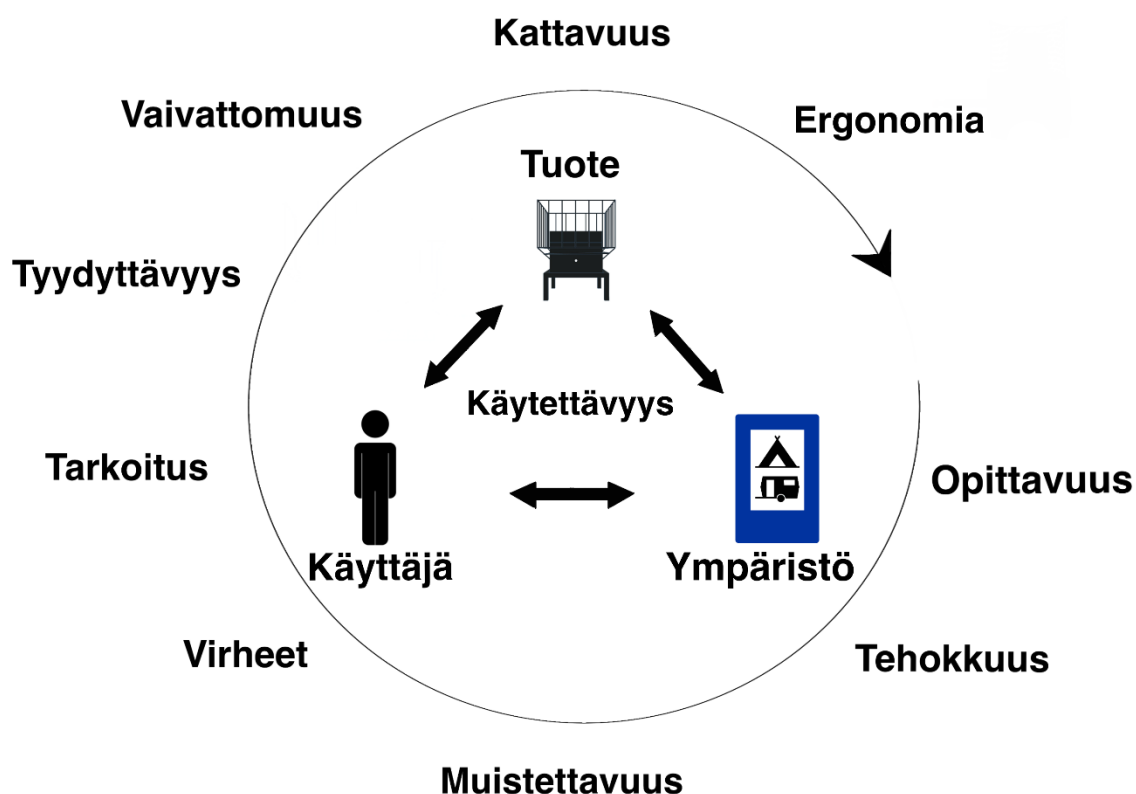 Kattavuus
Vaivattomuus
Ergonomia
Tuote
Tyydyttävyys
Käytettävyys
Tarkoitus
Opittavuus
Käyttäjä
Ympäristö
Virheet
Tehokkuus
Muistettavuus